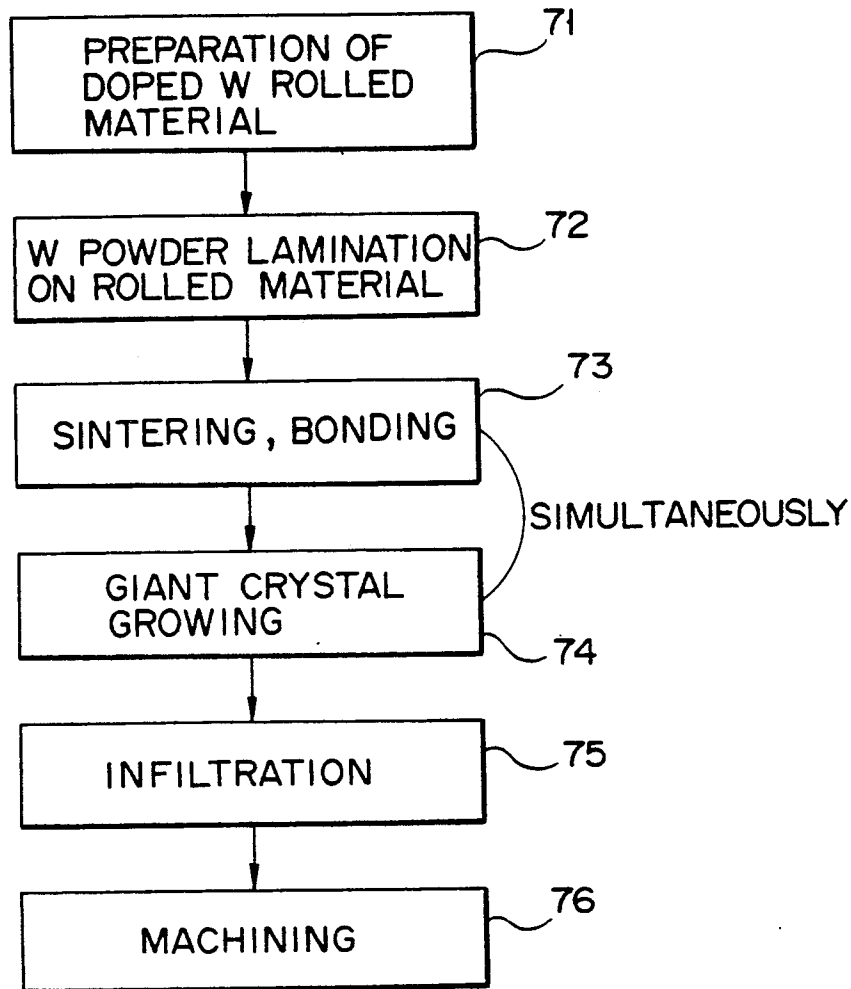 71
PREPARATION OF
DOPED W ROLLED
MATERIAL
72
W POWDER LAMINATION
ON ROLLED MATERIAL
73
SINTERING, BONDING
SIMULTANEOUSLY
GIANT CRYSTAL
GROWING
74
INFILTRATION
75
MACHINING
76